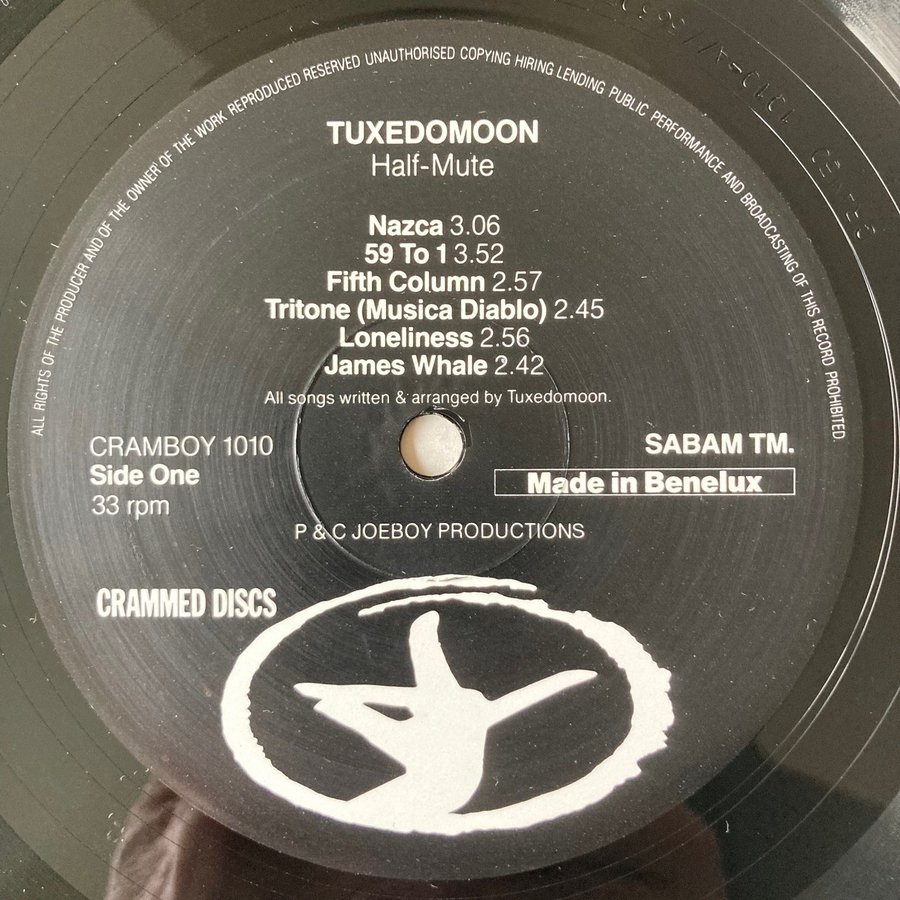 ALL RIGHTS OF THE PRODUCER AND OF THE OWNER OF THE WORK REPRODUCED RESERVED UNAUTHORISED COPYING HIRING LENDING PUBLIC PERFORMANCE AND BROADCASTING OF THIS RECORD PROHIBITED
TUXEDOMOON
Half-Mute
Nazca 3.06
59 To 1 3.52
Fifth Column 2.57
Tritone (Musica Diablo) 2.45
Loneliness 2.56
James Whale 2.42
All songs written & arranged by Tuxedomoon.
CRAMBOY 1010
Side One
33 rpm
SABAM TM.
Made in Benelux
P & C JOEBOY PRODUCTIONS
CRAMMED DISCS